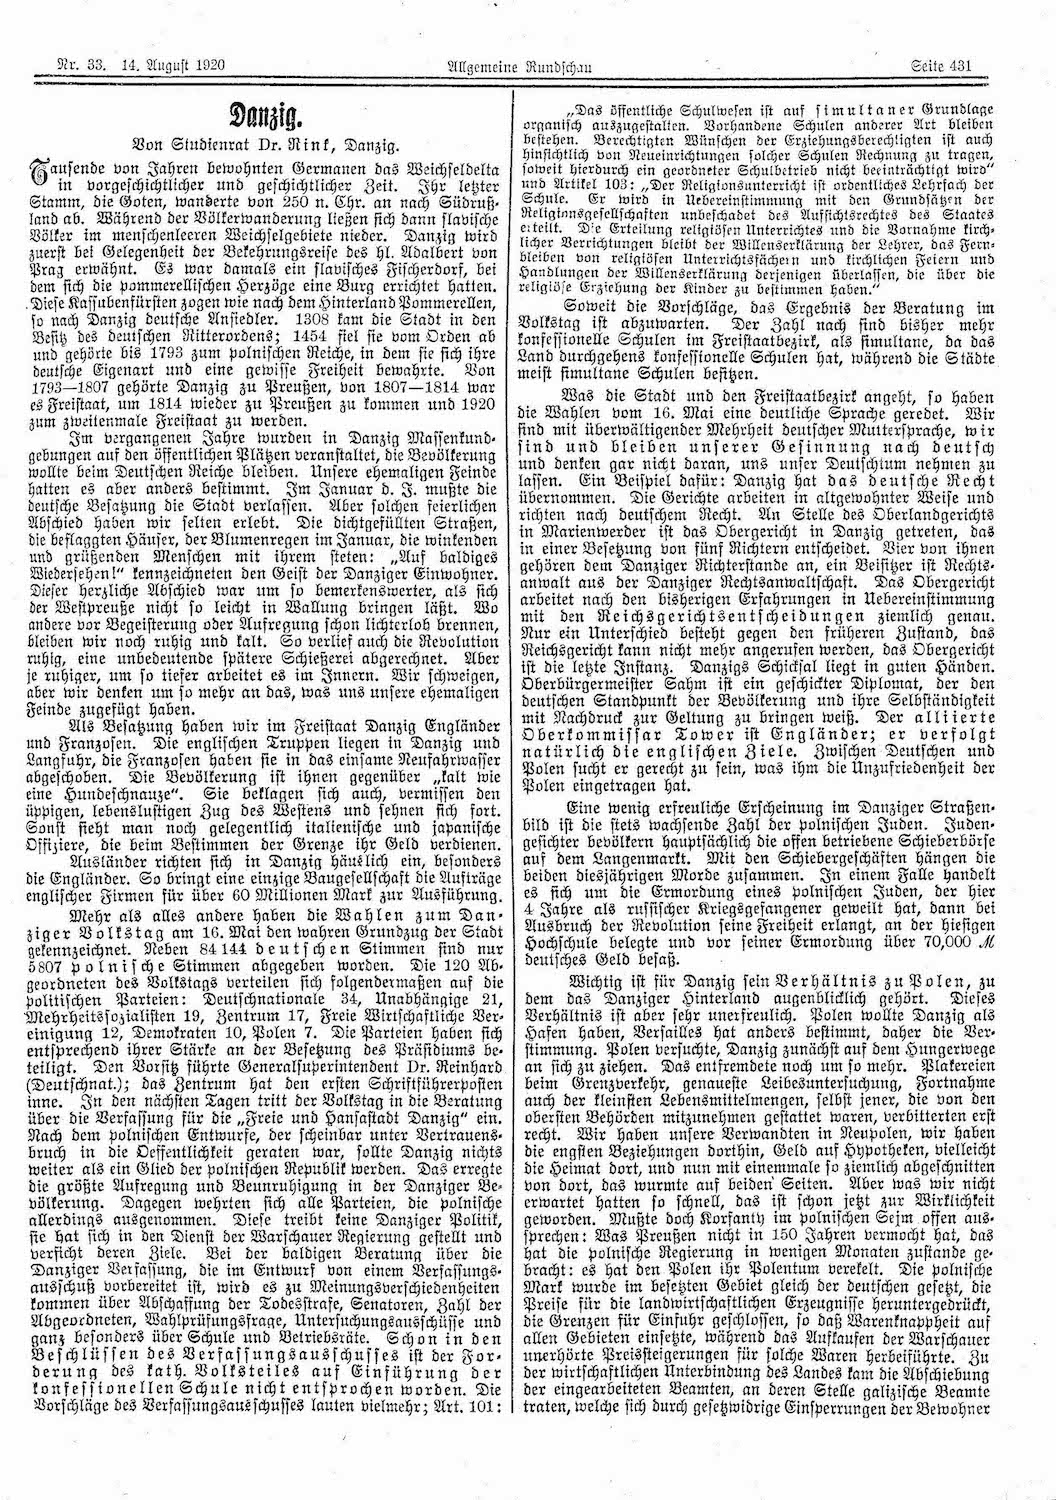 Nr. 33. 14. August 1920
Allgemeine Rundschau
Seite 431
Danzig.
Von Studienrat Dr. Nink, Danzig.
Tausende von Jahren bewohnten Germanen das Weichseldelta
in vorgeschichtlicher und geschichtlicher Zeit. Ihr letzter
Stamm, die Goten, wanderte von 250 n. Chr. an nach Südruß-
land ab. Während der Völkerwanderung ließen sich dann slavische
Völker im menschenleeren Weichselgebiete nieder. Danzig wird
zuerst bei Gelegenheit der Bekehrungsreise des hl. Adalbert von
Prag erwähnt. Es war damals ein slavisches Fischerdorf, bei
dem sich die pommerellischen Herzöge eine Burg errichtet hatten.
Diese Kassubenfürsten zogen wie nach dem Hinterland Pommerellen,
so nach Danzig deutsche Ansiedler. 1308 kam die Stadt in den
Besitz des deutschen Ritterordens; 1454 fiel sie vom Orden ab
und gehörte bis 1793 zum polnischen Reiche, in dem sie sich ihre
deutsche Eigenart und eine gewisse Freiheit bewahrte. Von
1793—1807 gehörte Danzig zu Preußen, von 1807—1814 war
es Freistaat, um 1814 wieder zu Preußen zu kommen und 1920
zum zweitenmale Freistaat zu werden.
Im vergangenen Jahre wurden in Danzig Massenkund-
gebungen auf den öffentlichen Plätzen veranstaltet, die Bevölkerung
wollte beim Deutschen Reiche bleiben. Unsere ehemaligen Feinde
hatten es aber anders bestimmt. Im Januar d. J. mußte die
deutsche Besatzung die Stadt verlassen. Aber solchen feierlichen
Abschied haben wir selten erlebt. Die dichtgefüllten Straßen,
die beflaggten Häuser, der Blumenregen im Januar, die winkenden
und grüßenden Menschen mit ihrem steten: „Auf baldiges
Wiedersehen!“ kennzeichneten den Geist der Danziger Einwohner.
Dieser herzliche Abschied war um so bemerkenswerter, als sich
der Westpreuße nicht so leicht in Wallung bringen läßt. Wo
andere vor Begeisterung oder Aufregung schon lichterloh brennen,
bleiben wir noch ruhig und kalt. So verlief auch die Revolution
ruhig, eine unbedeutende spätere Schießerei abgerechnet. Aber
je ruhiger, um so tiefer arbeitet es im Innern. Wir schweigen,
aber wir denken um so mehr an das, was uns unsere ehemaligen
Feinde zugefügt haben.
Als Besatzung haben wir im Freistaat Danzig Engländer
und Franzosen. Die englischen Truppen liegen in Danzig und
Langfuhr, die Franzosen haben sie in das einsame Neufahrwasser
abgeschoben. Die Bevölkerung ist ihnen gegenüber „kalt wie
eine Hundeschnauze“. Sie beklagen sich auch, vermissen den
üppigen, lebenslustigen Zug des Westens und sehnen sich fort.
Sonst sieht man noch gelegentlich italienische und japanische
Offiziere, die beim Bestimmen der Grenze ihr Geld verdienen.
Ausländer richten sich in Danzig häuslich ein, besonders
die Engländer. So bringt eine einzige Baugesellschaft die Aufträge
englischer Firmen für über 60 Millionen Mark zur Ausführung.
Mehr als alles andere haben die Wahlen zum Dan-
ziger Volkstag am 16. Mai den wahren Grundzug der Stadt
gekennzeichnet. Neben 84144 deutschen Stimmen sind nur
5807 polnische Stimmen abgegeben worden. Die 120 Ab-
geordneten des Volkstags verteilen sich folgendermaßen auf die
politischen Parteien: Deutschnationale 34, Unabhängige 21,
Mehrheitssozialisten 19, Zentrum 17, Freie Wirtschaftliche Ver-
einigung 12, Demokraten 10, Polen 7. Die Parteien haben sich
entsprechend ihrer Stärke an der Besetzung des Präsidiums be-
teiligt. Den Vorsitz führte Generalsuperintendent Dr. Reinhard
(Deutschnat.); das Zentrum hat den ersten Schriftführerposten
inne. In den nächsten Tagen tritt der Volkstag in die Beratung
über die Verfassung für die „Freie und Hansastadt Danzig“ ein.
Nach dem polnischen Entwurfe, der scheinbar unter Vertrauens-
bruch in die Oeffentlichkeit geraten war, sollte Danzig nichts
weiter als ein Glied der polnischen Republik werden. Das erregte
die größte Aufregung und Beunruhigung in der Danziger Be-
völkerung. Dagegen wehrten sich alle Parteien, die polnische
allerdings ausgenommen. Diese treibt keine Danziger Politik,
sie hat sich in den Dienst der Warschauer Regierung gestellt und
verficht deren Ziele. Bei der baldigen Beratung über die
Danziger Verfassung, die im Entwurf von einem Verfassungs-
ausschuß vorbereitet ist, wird es zu Meinungsverschiedenheiten
kommen über Abschaffung der Todesstrafe, Senatoren, Zahl der
Abgeordneten, Wahlprüfungsfrage, Untersuchungsausschüsse und
ganz besonders über Schule und Betriebsräte. Schon in den
Beschlüssen des Verfassungsausschusses ist der For-
derung des kath. Volksteiles auf Einführung der
konfessionellen Schule nicht entsprochen worden. Die
Vorschläge des Verfassungsausschusses lauten vielmehr; Art. 101:
„Das öffentliche Schulwesen ist auf simultaner Grundlage
organisch auszugestalten. Vorhandene Schulen anderer Art bleiben
bestehen. Berechtigten Wünschen der Erziehungsberechtigten ist auch
hinsichtlich von Neueinrichtungen solcher Schulen Rechnung zu tragen,
soweit hierdurch ein geordneter Schulbetrieb nicht beeinträchtigt wird“
und Artikel 103: „Der Religionsunterricht ist ordentliches Lehrfach der
Schule. Er wird in Uebereinstimmung mit den Grundsätzen der
Religionsgesellschaften unbeschadet des Aufsichtsrechtes des Staates
erteilt. Die Erteilung religiösen Unterrichtes und die Vornahme kirch-
licher Verrichtungen bleibt der Willenserklärung der Lehrer, das Fern-
bleiben von religiösen Unterrichtsfächern und kirchlichen Feiern und
Handlungen der Willenserklärung derjenigen überlassen, die über die
religiöse Erziehung der Kinder zu bestimmen haben.“
Soweit die Vorschläge, das Ergebnis der Beratung im
Volkstag ist abzuwarten. Der Zahl nach sind bisher mehr
konfessionelle Schulen im Freistaatbezirk, als simultane, da das
Land durchgehens konfessionelle Schulen hat, während die Städte
meist simultane Schulen besitzen.
Was die Stadt und den Freistaatbezirk angeht, so haben
die Wahlen vom 16. Mai eine deutliche Sprache geredet. Wir
sind mit überwältigender Mehrheit deutscher Muttersprache, wir
sind und bleiben unserer Gesinnung nach deutsch
und denken gar nicht daran, uns unser Deutschtum nehmen zu
lassen. Ein Beispiel dafür: Danzig hat das deutsche Recht
übernommen. Die Gerichte arbeiten in altgewohnter Weise und
richten nach deutschem Recht. An Stelle des Oberlandgerichts
in Marienwerder ist das Obergericht in Danzig getreten, das
in einer Besetzung von fünf Richtern entscheidet. Vier von ihnen
gehören dem Danziger Richterstande an, ein Beisitzer ist Rechts-
anwalt aus der Danziger Rechtsanwaltschaft. Das Obergericht
arbeitet nach den bisherigen Erfahrungen in Uebereinstimmung
mit den Reichsgerichtsentscheidungen ziemlich genau.
Nur ein Unterschied besteht gegen den früheren Zustand, das
Reichsgericht kann nicht mehr angerufen werden, das Obergericht
ist die letzte Instanz. Danzigs Schicksal liegt in guten Händen.
Oberbürgermeister Sahm ist ein geschickter Diplomat, der den
deutschen Standpunkt der Bevölkerung und ihre Selbständigkeit
mit Nachdruck zur Geltung zu bringen weiß. Der alliierte
Oberkommissar Tower ist Engländer; er verfolgt
natürlich die englischen Ziele. Zwischen Deutschen und
Polen sucht er gerecht zu sein, was ihm die Unzufriedenheit der
Polen eingetragen hat.
Eine wenig erfreuliche Erscheinung im Danziger Straßen-
bild ist die stets wachsende Zahl der polnischen Juden. Juden-
gesichter bevölkern hauptsächlich die offen betriebene Schieberbörse
auf dem Langenmarkt. Mit den Schiebergeschäften hängen die
beiden diesjährigen Morde zusammen. In einem Falle handelt
es sich um die Ermordung eines polnischen Juden, der hier
4 Jahre als russischer Kriegsgefangener geweilt hat, dann bei
Ausbruch der Revolution seine Freiheit erlangt, an der hiesigen
Hochschule belegte und vor seiner Ermordung über 70,000 ℳ
deutsches Geld besaß.
Wichtig ist für Danzig sein Verhältnis zu Polen, zu
dem das Danziger Hinterland augenblicklich gehört. Dieses
Verhältnis ist aber sehr unerfreulich. Polen wollte Danzig als
Hafen haben, Versailles hat anders bestimmt, daher die Ver-
stimmung. Polen versuchte, Danzig zunächst auf dem Hungerwege
an sich zu ziehen. Das entfremdete noch um so mehr. Plakereien
beim Grenzverkehr, genaueste Leibesuntersuchung, Fortnahme
auch der kleinsten Lebensmittelmengen, selbst jener, die von den
obersten Behörden mitzunehmen gestattet waren, verbitterten erst
recht. Wir haben unsere Verwandten in Neupolen, wir haben
die engsten Beziehungen dorthin, Geld auf Hypotheken, vielleicht
die Heimat dort, und nun mit einemmale so ziemlich abgeschnitten
von dort, das wurmte auf beiden Seiten. Aber was wir nicht
erwartet hatten so schnell, das ist schon jetzt zur Wirklichkeit
geworden. Mußte doch Korfanty im polnischen Sejm offen aus-
sprechen: Was Preußen nicht in 150 Jahren vermocht hat, das
hat die polnische Regierung in wenigen Monaten zustande ge-
bracht: es hat den Polen ihr Polentum verekelt. Die polnische
Mark wurde im besetzten Gebiet gleich der deutschen gesetzt, die
Preise für die landwirtschaftlichen Erzeugnisse heruntergedrückt,
die Grenzen für Einfuhr geschlossen, so daß Warenknappheit auf
allen Gebieten einsetzte, während das Aufkaufen der Warschauer
unerhörte Preissteigerungen für solche Waren herbeiführte. Zu
der wirtschaftlichen Unterbindung des Landes kam die Abschiebung
der eingearbeiteten Beamten, an deren Stelle galizische Beamte
traten, welche sich durch gesetzwidrige Einsperrungen der Bewohner